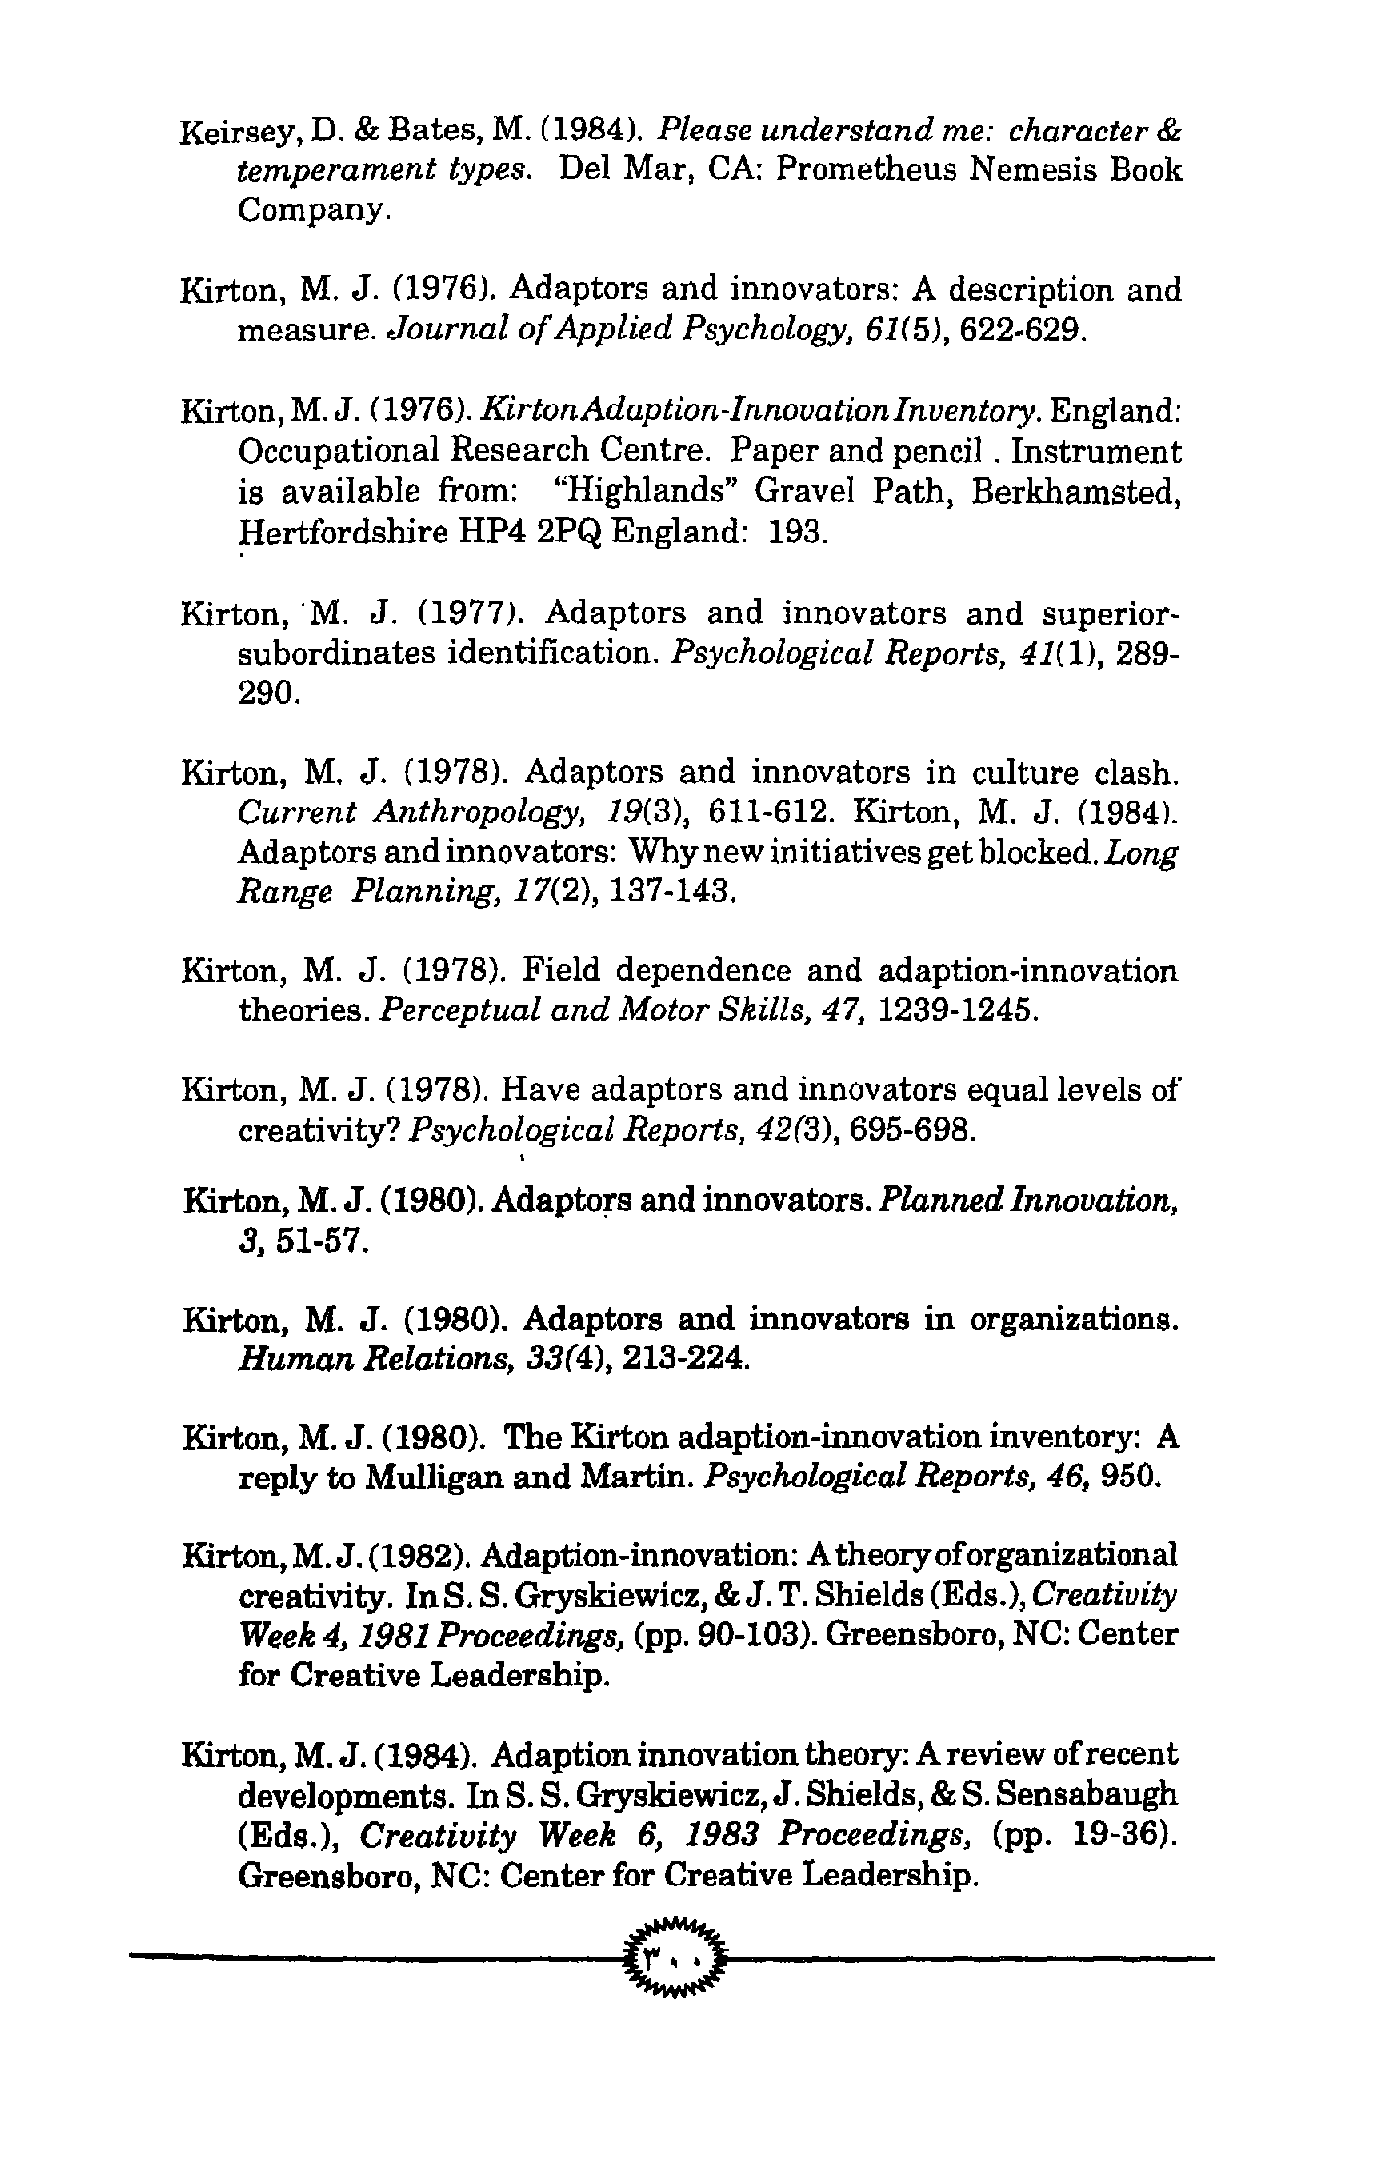 Keirsey, D. & Bates, M. (1984). Please understand me: character &
temperament types. Del Mar, CA: Prometheus Nemesis Book
Company.
Kirton, M. J. (1976). Adaptors and innovators: A description and
measure. Journal of Applied Psychology, 61(5), 622-629.
Kirton, M. J. (1976). Kirton Adaption-Innovation Inventory. England:
Occupational Research Centre. Paper and pencil . Instrument
is available from: “Highlands” Gravel Path, Berkhamsted,
Hertfordshire HP4 2PQ England: 193.
Kirton, M. J. (1977). Adaptors and innovators and superior-
subordinates identification. Psychological Reports, 41(1), 289-
290.
Kirton, M. J. (1978). Adaptors and innovators in culture clash.
Current Anthropology, 19(3), 611-612. Kirton, M. J. (1984).
Adaptors and innovators: Why new initiatives get blocked. Long
Range Planning, 17(2), 137-143.
Kirton, M. J. (1978). Field dependence and adaption-innovation
theories. Perceptual and Motor Skills, 47, 1239-1245.
Kirton, M. J. (1978). Have adaptors and innovators equal levels of
creativity? Psychological Reports, 42(3), 695-698.
Kirton, M. J. (1980). Adaptors and innovators. Planned Innovation,
3, 51-57.
Kirton, M. J. (1980). Adaptors and innovators in organizations.
Human Relations, 33(4), 213-224.
Kirton, M. J. (1980). The Kirton adaption-innovation inventory: A
reply to Mulligan and Martin. Psychological Reports, 46, 950.
Kirton, M. J. (1982). Adaption-innovation: A theory of organizational
creativity. In S. S. Gryskiewicz, & J. T. Shields (Eds.), Creativity
Week 4, 1981 Proceedings, (pp. 90-103). Greensboro, NC: Center
for Creative Leadership.
Kirton, M. J. (1984). Adaption innovation theory: A review of recent
developments. In S. S. Gryskiewicz, J. Shields, & S. Sensabaugh
(Eds.), Creativity Week 6, 1983 Proceedings, (pp. 19-36).
Greensboro, NC: Center for Creative Leadership.
٣٠٠